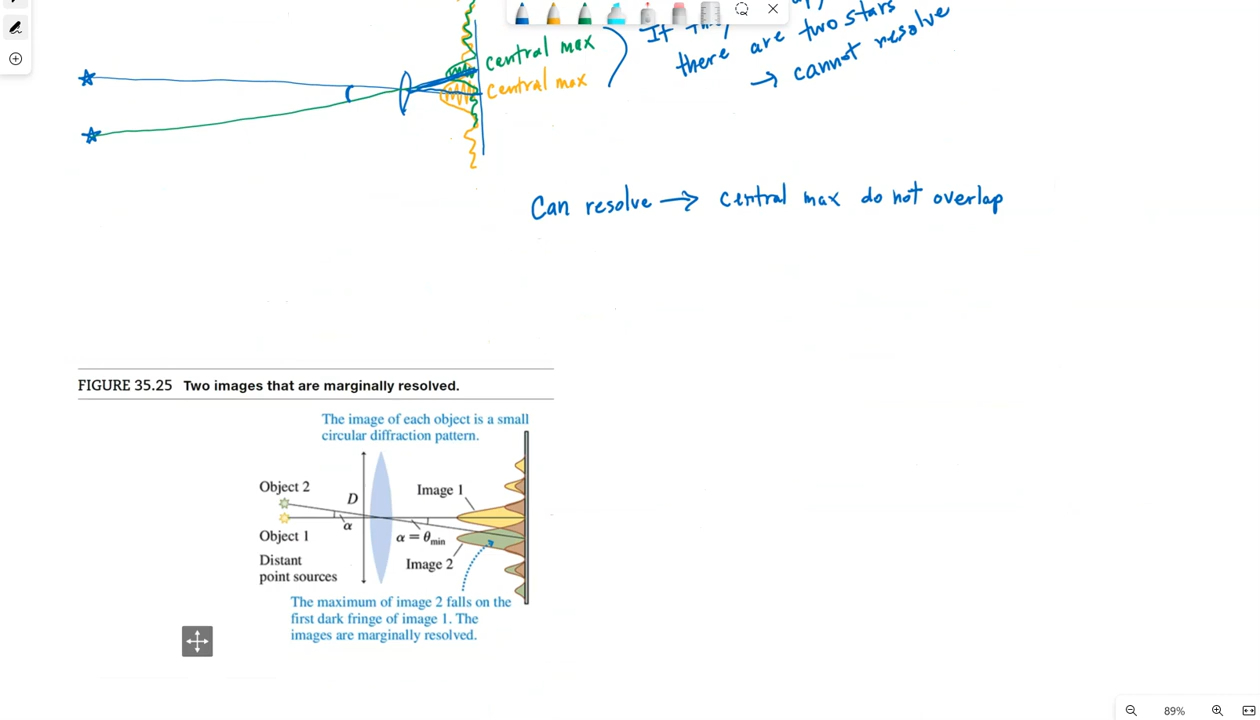 If
there are two stars
→ cannot resolve
central max
central max
Can resolve → central max do not overlap
FIGURE 35.25 Two images that are marginally resolved.
The image of each object is a small
circular diffraction pattern.
Object 2
D
Image 1
α
α = θmin
Object 1
Image 2
Distant
point sources
The maximum of image 2 falls on the
first dark fringe of image 1. The
images are marginally resolved.
89%